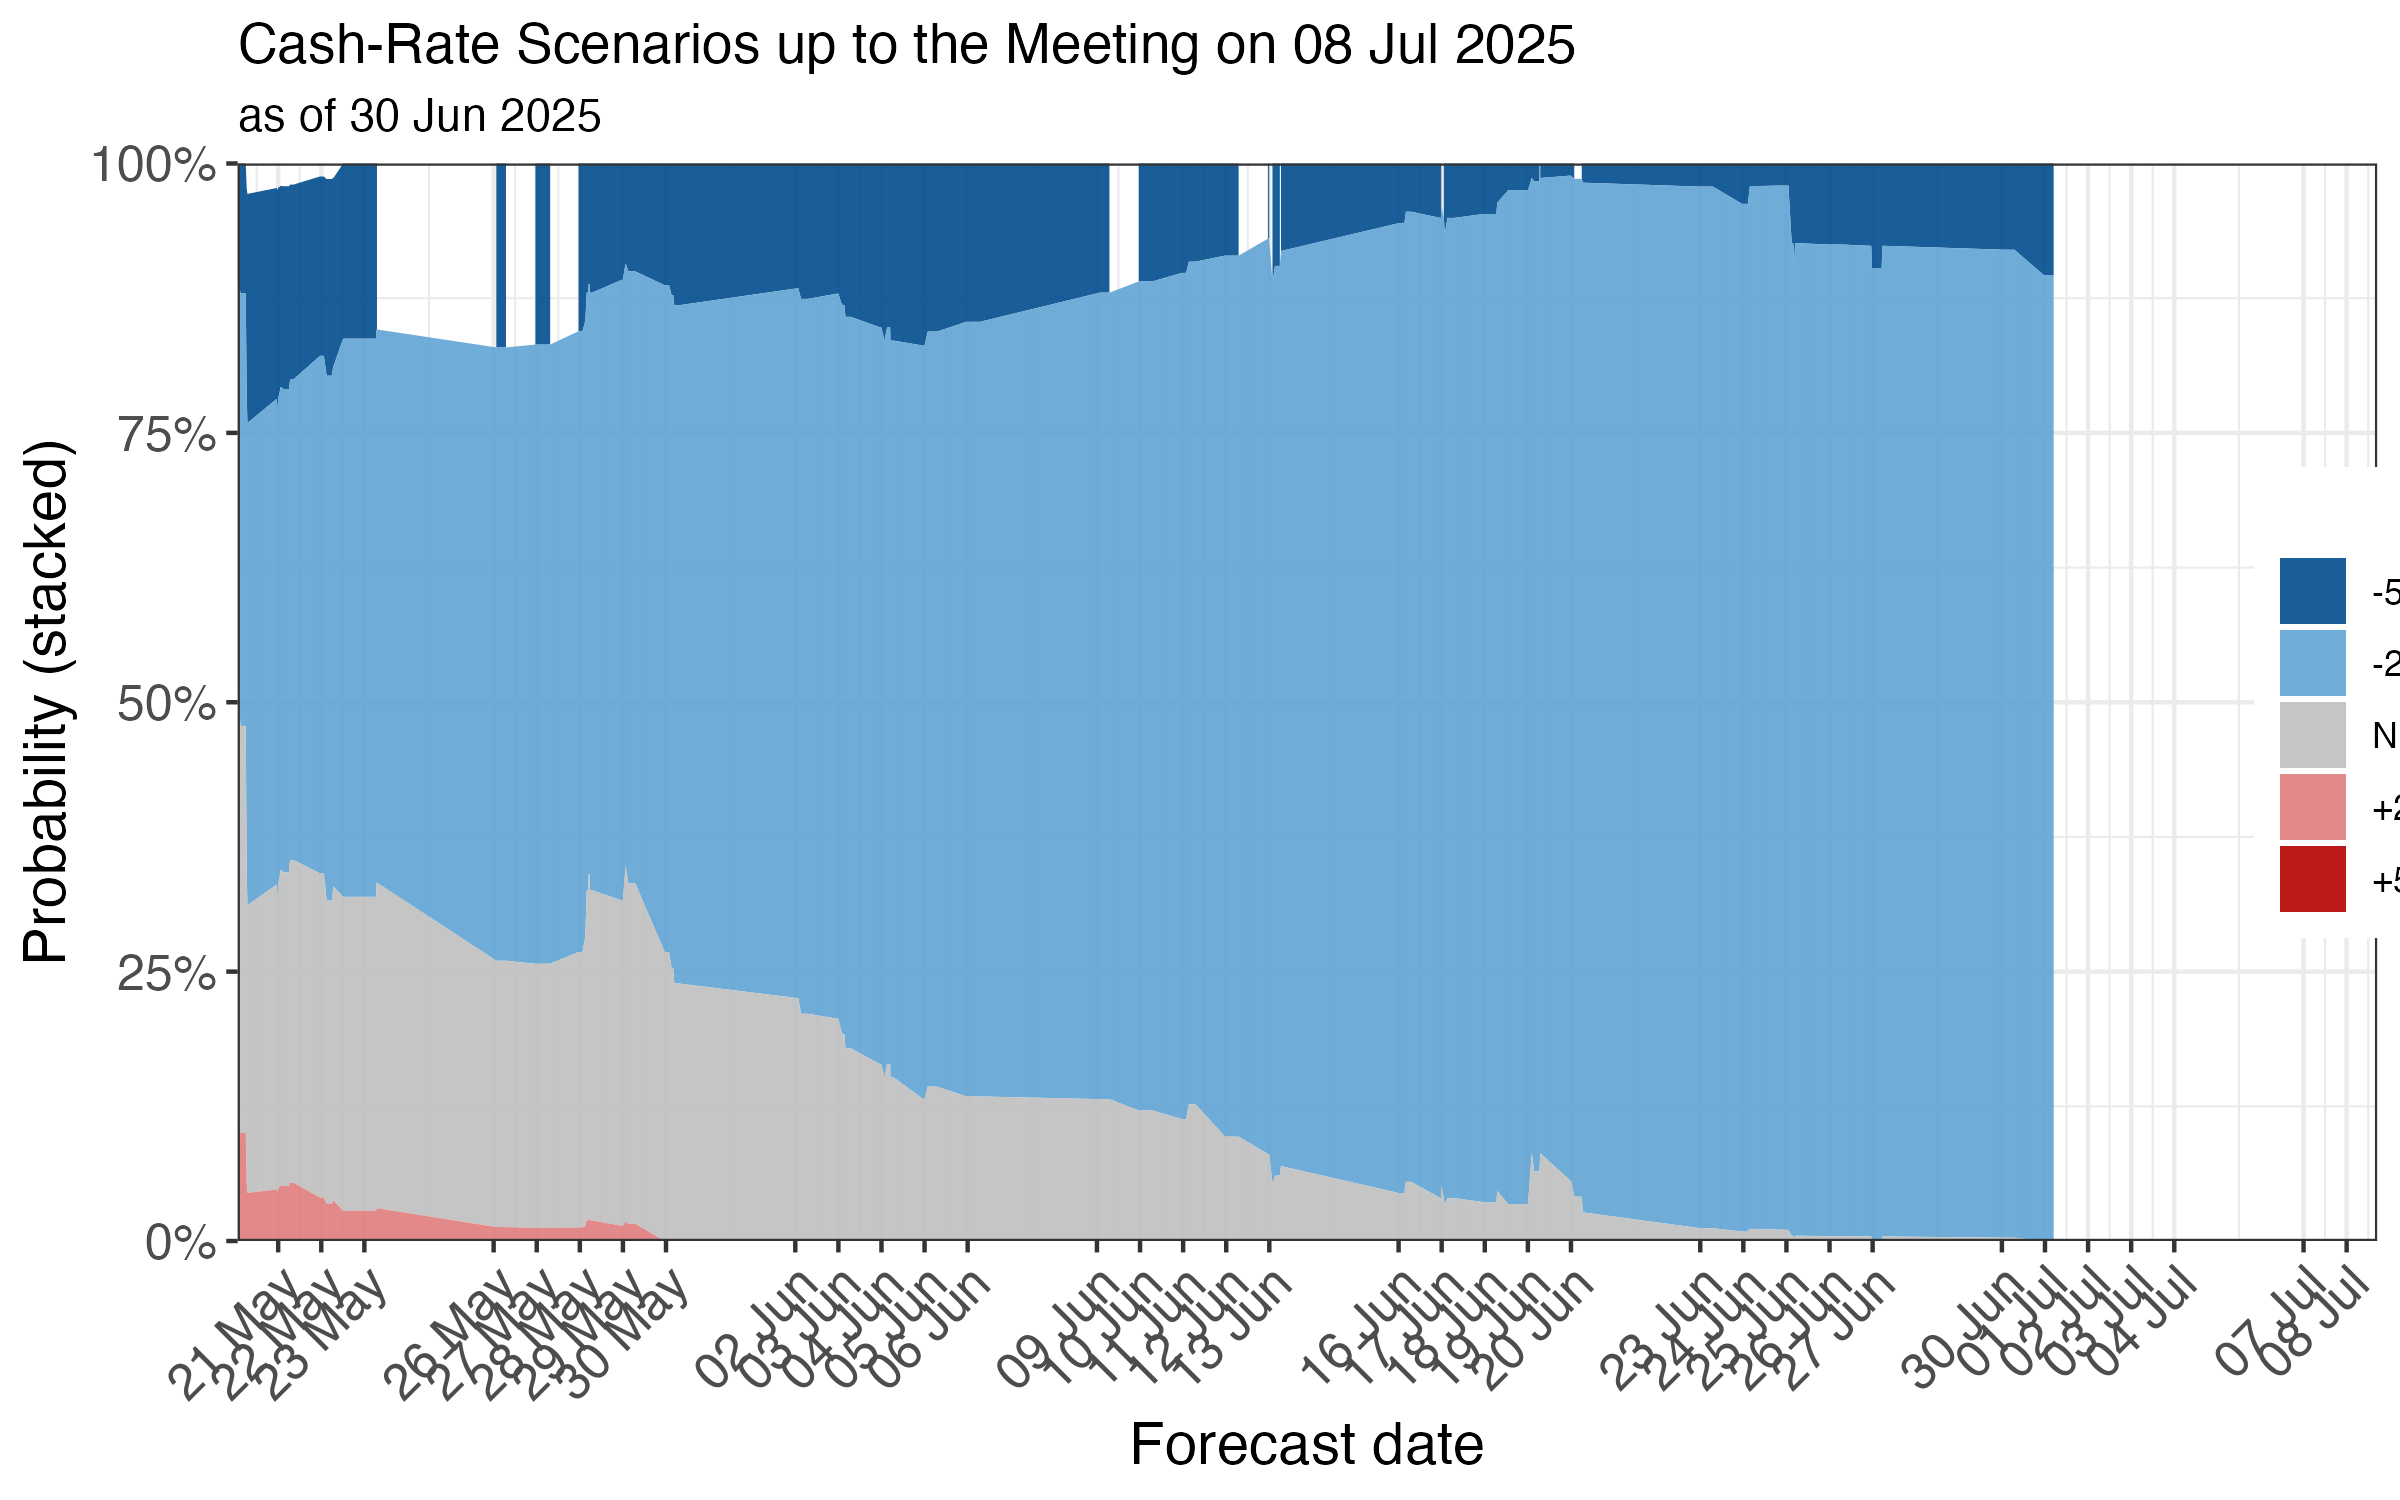 Cash-Rate Scenarios up to the Meeting on 08 Jul 2025
as of 30 Jun 2025
Probability (stacked)
100%
75%
50%
25%
0%
-5
-2
N
+2
+5
21 May
22 May
23 May
26 May
27 May
28 May
29 May
30 May
02 Jun
03 Jun
04 Jun
05 Jun
06 Jun
09 Jun
10 Jun
11 Jun
12 Jun
13 Jun
16 Jun
17 Jun
18 Jun
19 Jun
20 Jun
23 Jun
24 Jun
25 Jun
26 Jun
27 Jun
30 Jun
01 Jul
02 Jul
03 Jul
04 Jul
07 Jul
08 Jul
Forecast date